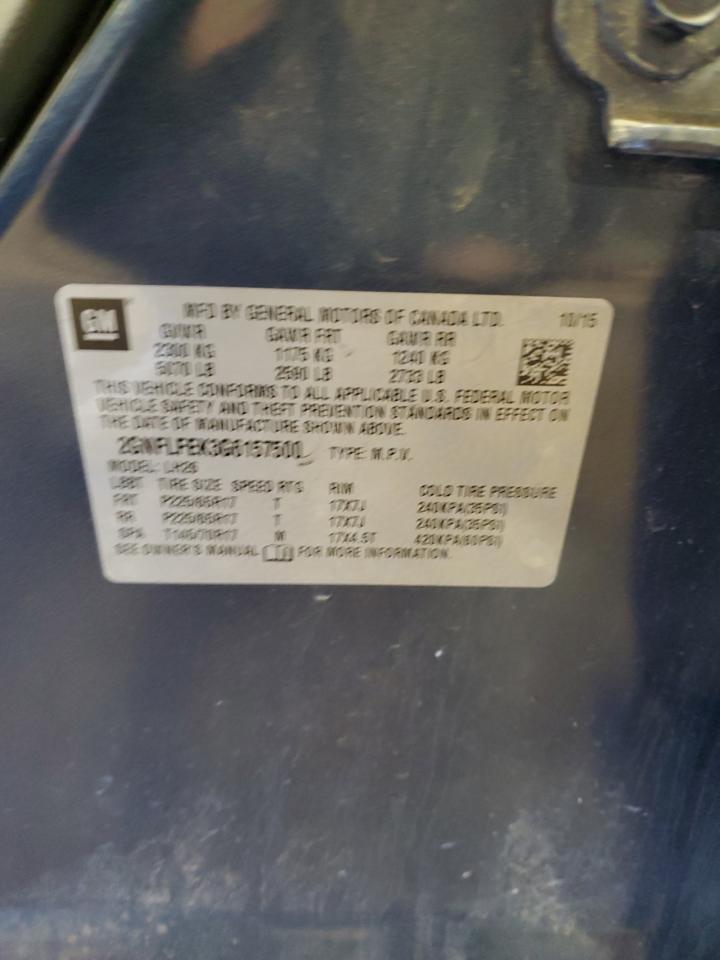 GM
MFD BY GENERAL MOTORS OF CANADA LTD. 10/15
GVWR GAWR FRT GAWR RR
2300 KG 1175 KG 1240 KG
5070 LB 2590 LB 2733 LB
THIS VEHICLE CONFORMS TO ALL APPLICABLE U.S. FEDERAL MOTOR
VEHICLE SAFETY AND THEFT PREVENTION STANDARDS IN EFFECT ON
THE DATE OF MANUFACTURE SHOWN ABOVE.
TYPE: M.P.V.
MODEL: LH26
TIRE SIZE SPEED RTG RIM COLD TIRE PRESSURE
FRT P225/65R17 T 17X7J 240KPA(35PSI)
RR P225/65R17 T 17X7J 240KPA(35PSI)
SPA T145/70R17 M 17X4.5T 420KPA(60PSI)
SEE OWNER'S MANUAL FOR MORE INFORMATION.